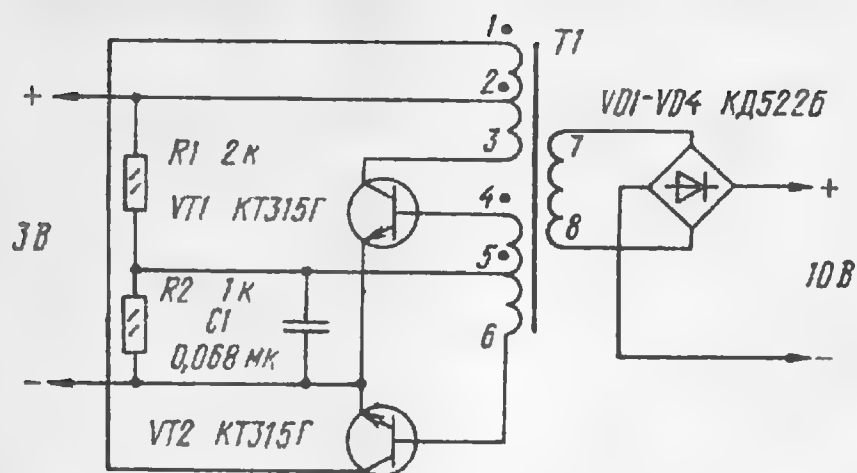 1
T1
2
+
VD1-VD4 КД522Б
3
7
R1 2к
VT1 КТ315Г
4
+
3В
5
8
R2 1к
10В
C1
6
0,068 мк
-
-
VT2 КТ315Г